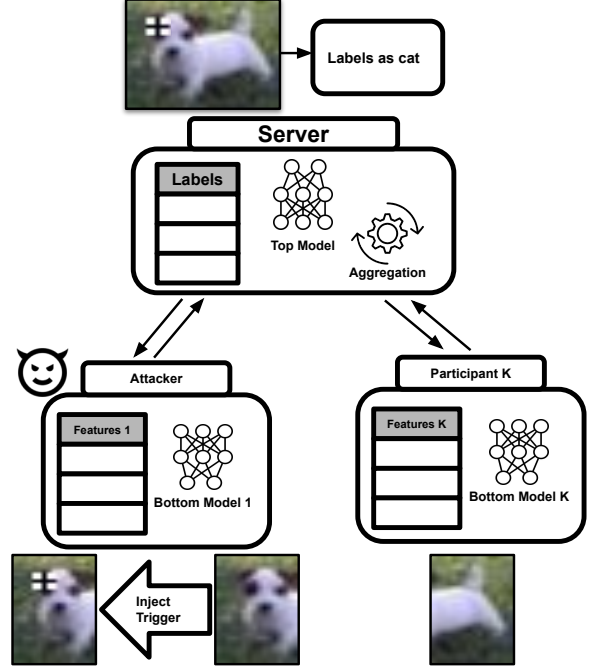 Labels as cat
Server
Labels
Top Model
Aggregation
Attacker
Participant K
Features 1
Bottom Model 1
Features K
Bottom Model K
Inject
Trigger